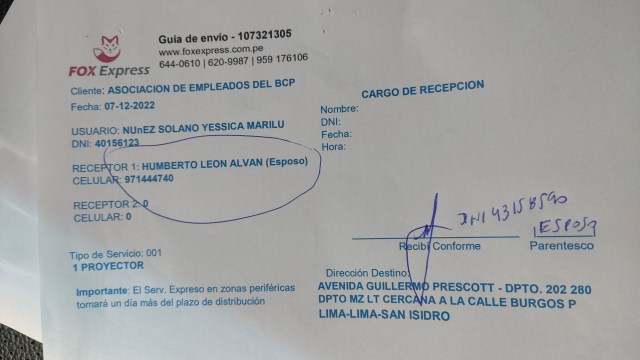 FOX Express
Guia de envio - 107321305
www.foxexpress.com.pe
644-0610 | 620-9987 | 959 176106
Cliente: ASOCIACION DE EMPLEADOS DEL BCP
Fecha: 07-12-2022
USUARIO: NUnEZ SOLANO YESSICA MARILU
DNI: 40156123
RECEPTOR 1: HUMBERTO LEON ALVAN (Esposo)
CELULAR: 971444740
RECEPTOR 2: 0
CELULAR: 0
Tipo de Servicio: 001
1 PROYECTOR
Importante: El Serv. Expreso en zonas periféricas
tomará un día más del plazo de distribución
CARGO DE RECEPCION
Nombre:
DNI:
Fecha:
Hora:
DNI 43158590
ESPOSO
Recibi Conforme
Parentesco
Dirección Destino:
AVENIDA GUILLERMO PRESCOTT - DPTO. 202 280
DPTO MZ LT CERCANA A LA CALLE BURGOS P
LIMA-LIMA-SAN ISIDRO